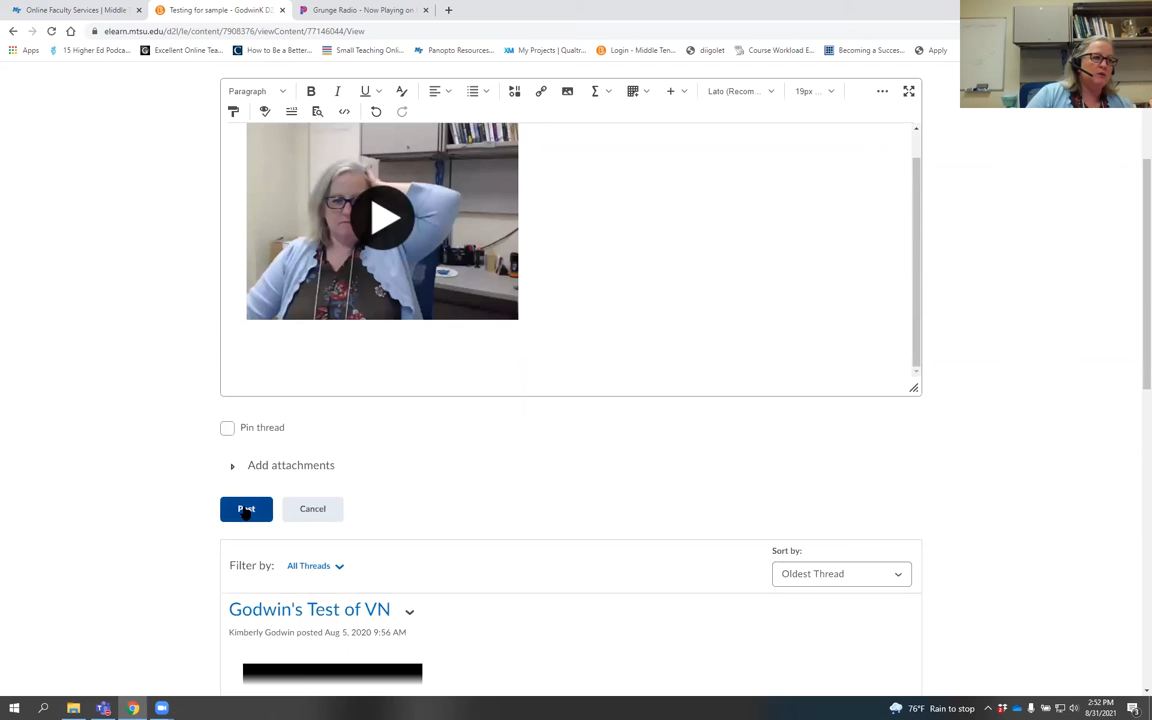 Online Faculty Services | Middle
Testing for sample - GodwinK D2
Grunge Radio - Now Playing on
elearn.mtsu.edu/d2l/le/content/7908376/viewContent/77146044/View
Apps
15 Higher Ed Podca...
Excellent Online Tea...
How to Be a Better...
Small Teaching Onli...
Panopto Resources...
My Projects | Qualtr...
Login - Middle Ten...
diigolet
Course Workload E...
Becoming a Succes...
Apply
Paragraph
Lato (Recom...
19px ...
Pin thread
Add attachments
Post
Cancel
Filter by: All Threads
Sort by:
Oldest Thread
Godwin's Test of VN
Kimberly Godwin posted Aug 5, 2020 9:56 AM
76°F Rain to stop
2:52 PM
8/31/2021